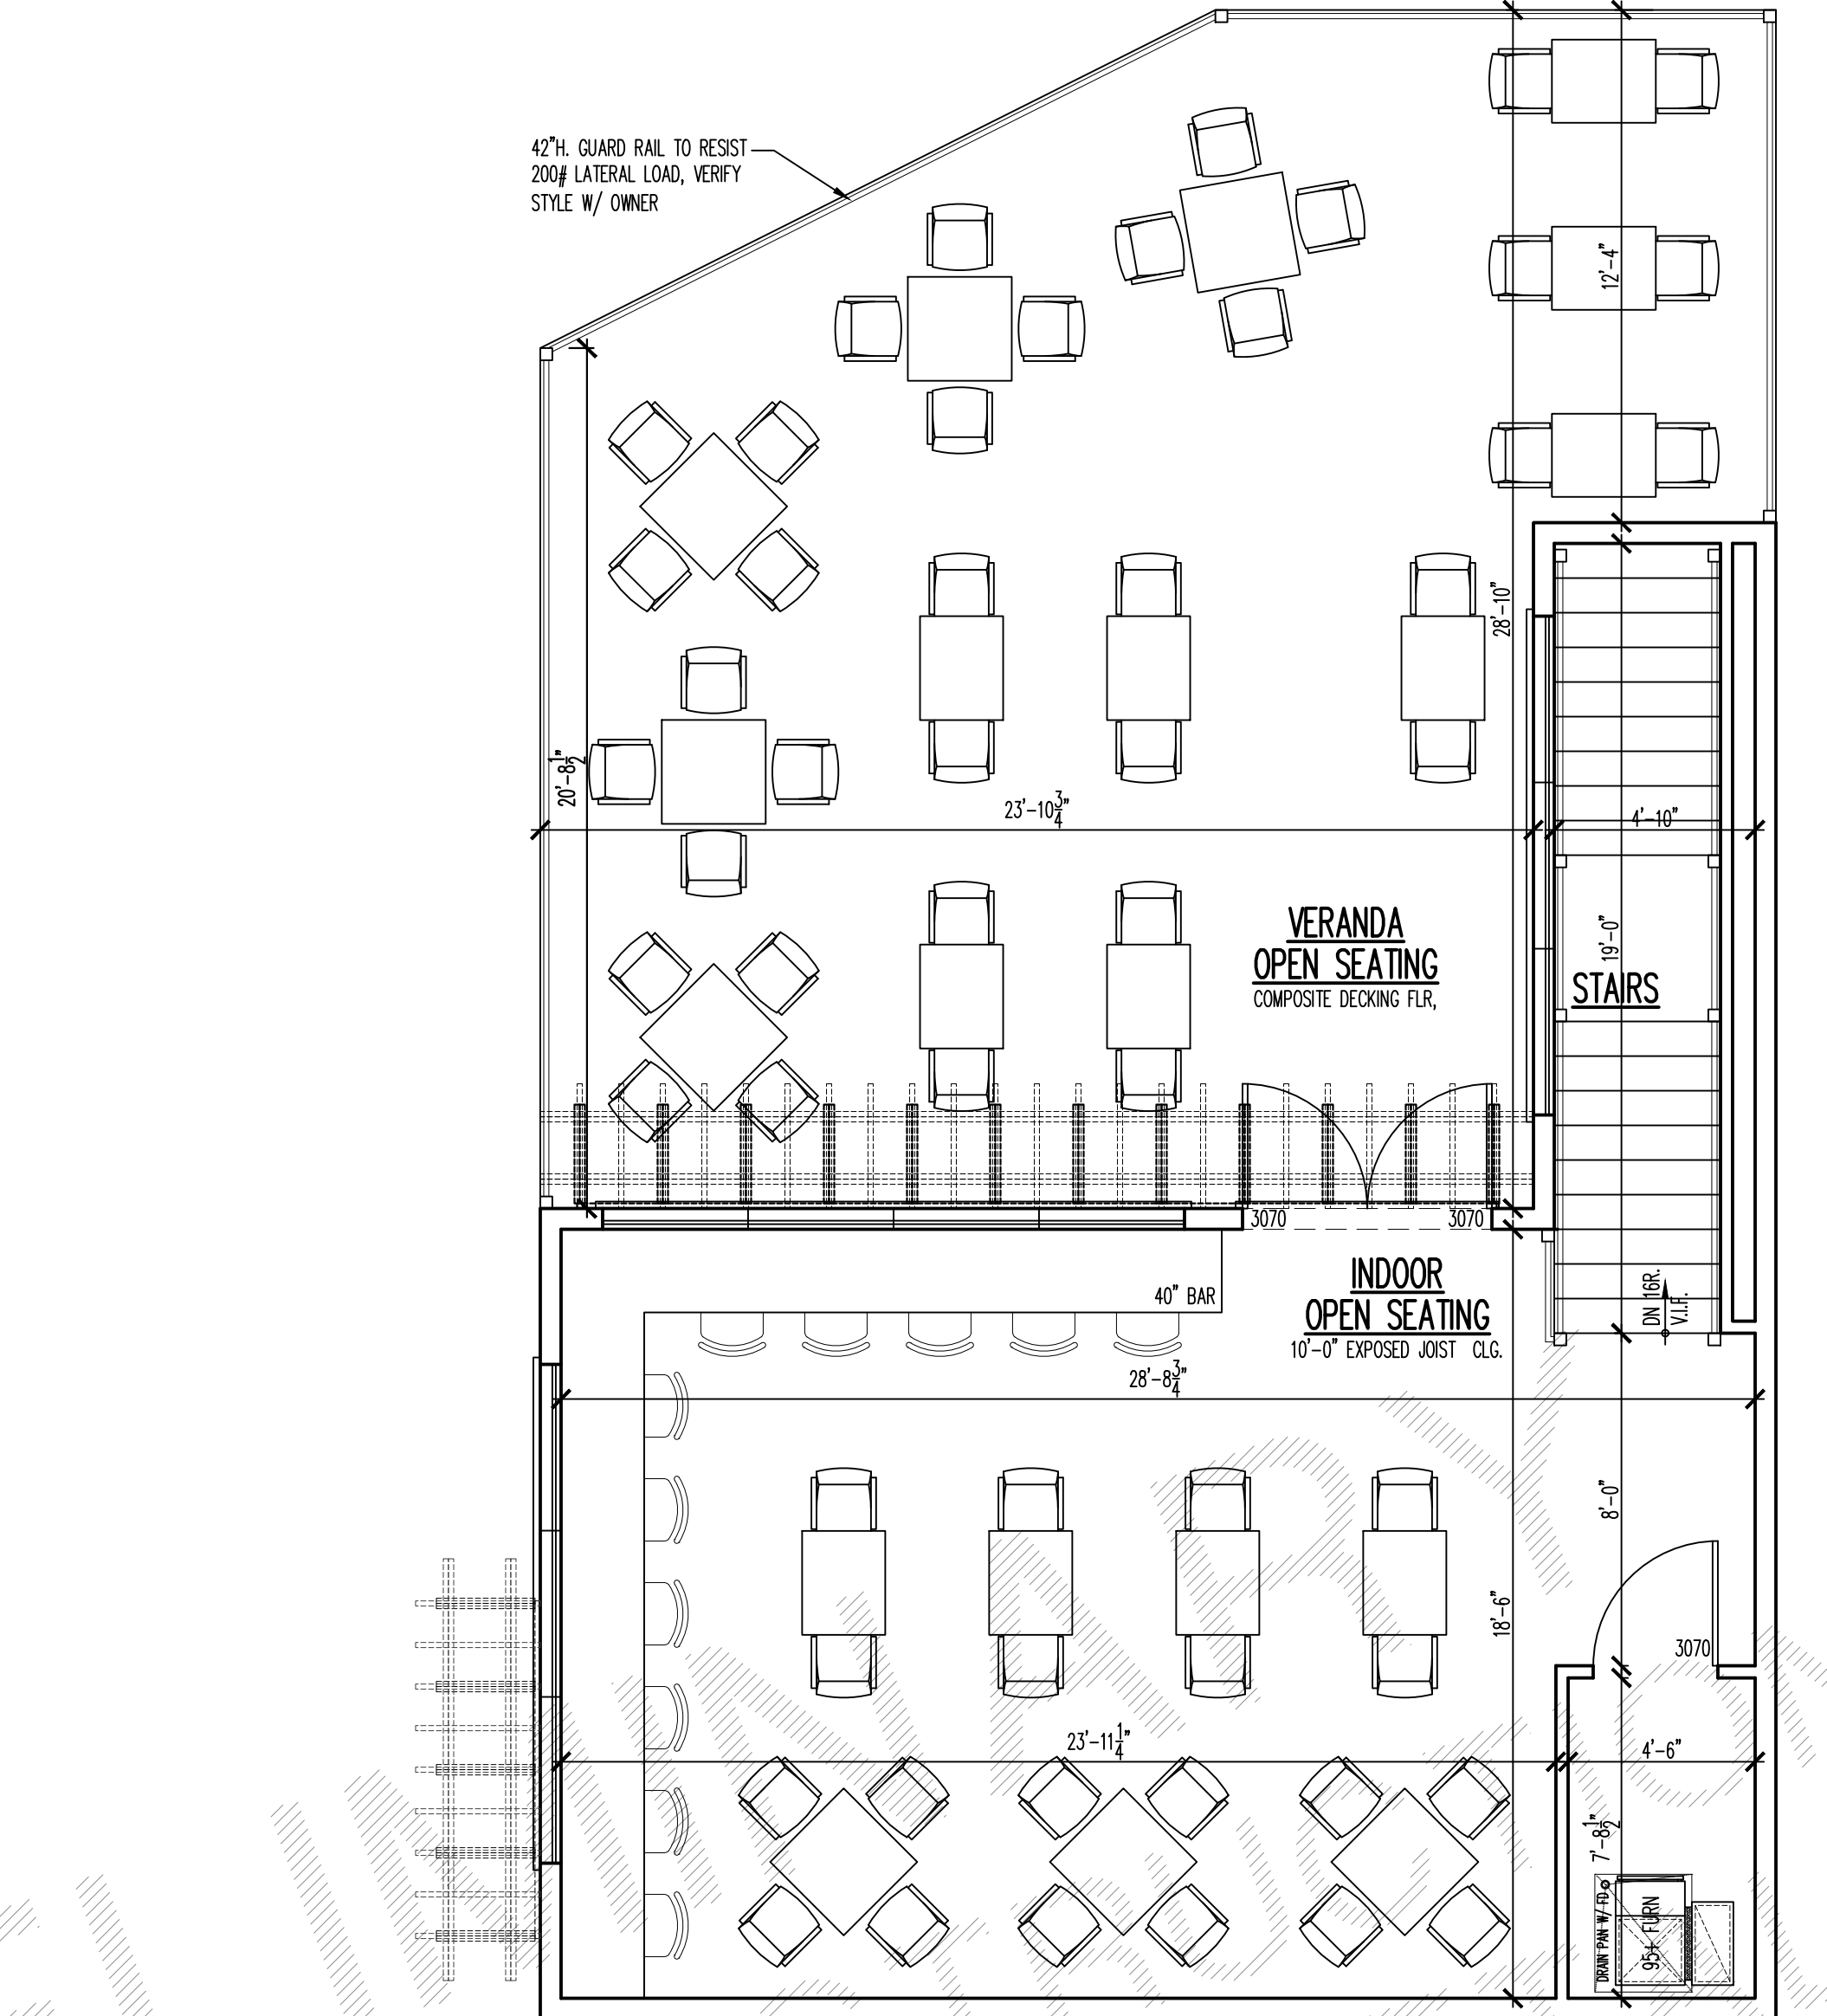 42"H. GUARD RAIL TO RESIST
200# LATERAL LOAD, VERIFY
STYLE W/ OWNER
12'-4"
28'-10"
20'-8 1/2"
23'-10 3/4"
4'-10"
VERANDA
OPEN SEATING
COMPOSITE DECKING FLR,
19'-0"
STAIRS
3070
3070
INDOOR
OPEN SEATING
10'-0" EXPOSED JOIST CLG.
40" BAR
DN 16R.
V.I.F.
28'-8 3/4"
8'-0"
18'-6"
3070
23'-11 1/4"
4'-6"
7'-8 1/2"
DRAIN PAN W/ FD
95+ FURN